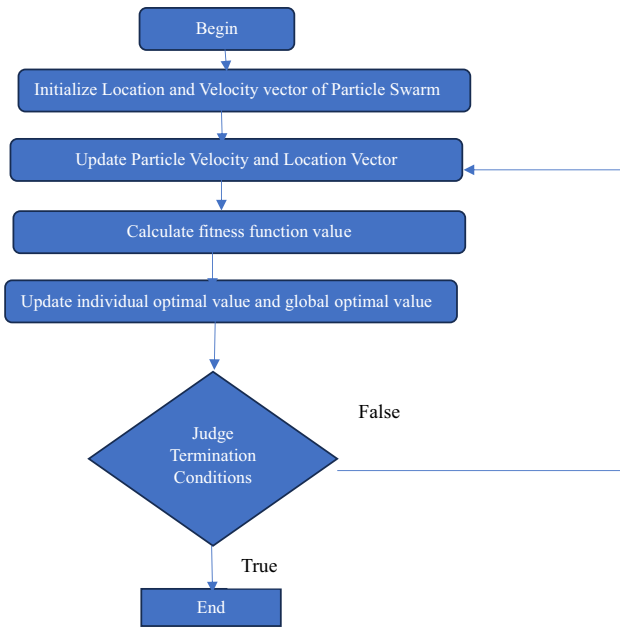 Begin
Initialize Location and Velocity vector of Particle Swarm
Update Particle Velocity and Location Vector
Calculate fitness function value
Update individual optimal value and global optimal value
False
Judge
Termination
Conditions
True
End